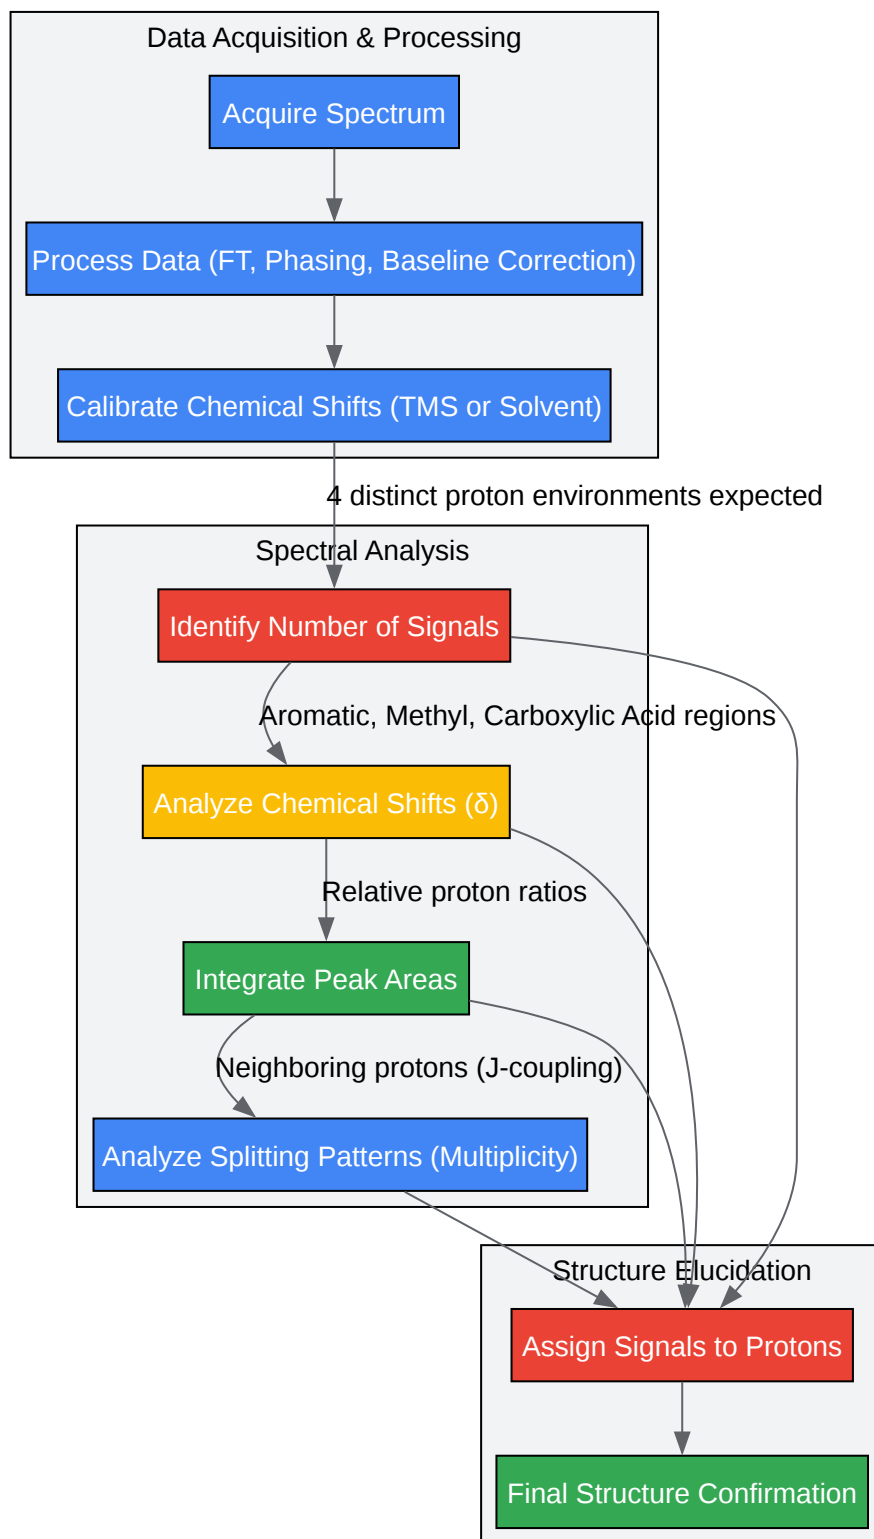 Data Acquisition & Processing
Acquire Spectrum
Process Data (FT, Phasing, Baseline Correction)
Calibrate Chemical Shifts (TMS or Solvent)
4 distinct proton environments expected
Spectral Analysis
Identify Number of Signals
Aromatic, Methyl, Carboxylic Acid regions
Analyze Chemical Shifts (δ)
Relative proton ratios
Integrate Peak Areas
Neighboring protons (J-coupling)
Analyze Splitting Patterns (Multiplicity)
Structure Elucidation
Assign Signals to Protons
Final Structure Confirmation